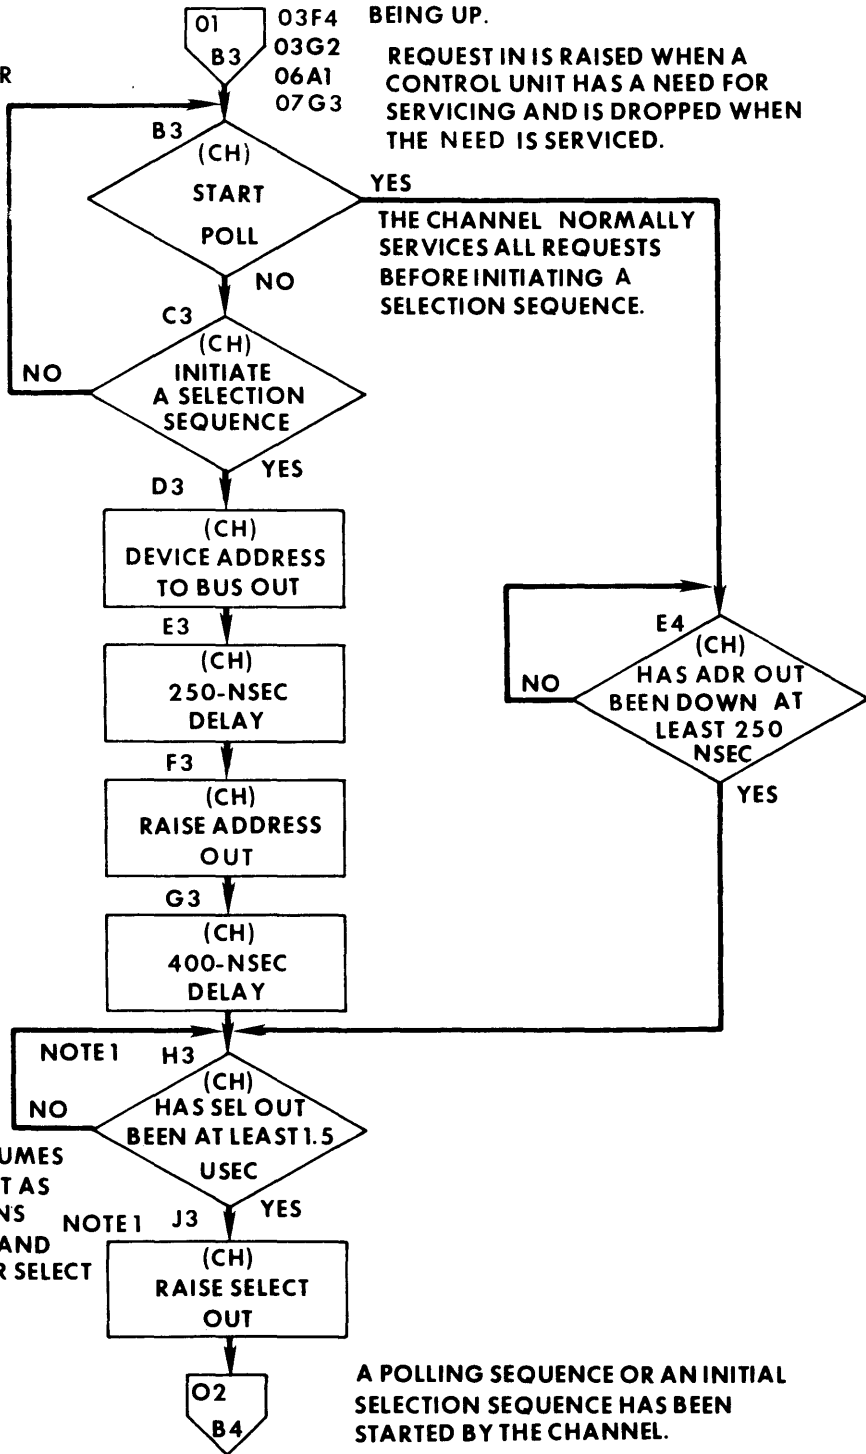 01
B3
03F4
03G2
06A1
07G3
BEING UP.
REQUEST IN IS RAISED WHEN A
CONTROL UNIT HAS A NEED FOR
SERVICING AND IS DROPPED WHEN
THE NEED IS SERVICED.
R
B3
(CH)
START
POLL
YES
THE CHANNEL NORMALLY
SERVICES ALL REQUESTS
BEFORE INITIATING A
SELECTION SEQUENCE.
NO
C3
(CH)
INITIATE
A SELECTION
SEQUENCE
NO
YES
D3
(CH)
DEVICE ADDRESS
TO BUS OUT
E3
(CH)
250-NSEC
DELAY
E4
(CH)
HAS ADR OUT
BEEN DOWN AT
LEAST 250
NSEC
NO
YES
F3
(CH)
RAISE ADDRESS
OUT
G3
(CH)
400-NSEC
DELAY
NOTE1
H3
(CH)
HAS SEL OUT
BEEN AT LEAST 1.5
USEC
NO
YES
UMES
T AS
NS
AND
R SELECT
NOTE1
J3
(CH)
RAISE SELECT
OUT
02
B4
A POLLING SEQUENCE OR AN INITIAL
SELECTION SEQUENCE HAS BEEN
STARTED BY THE CHANNEL.